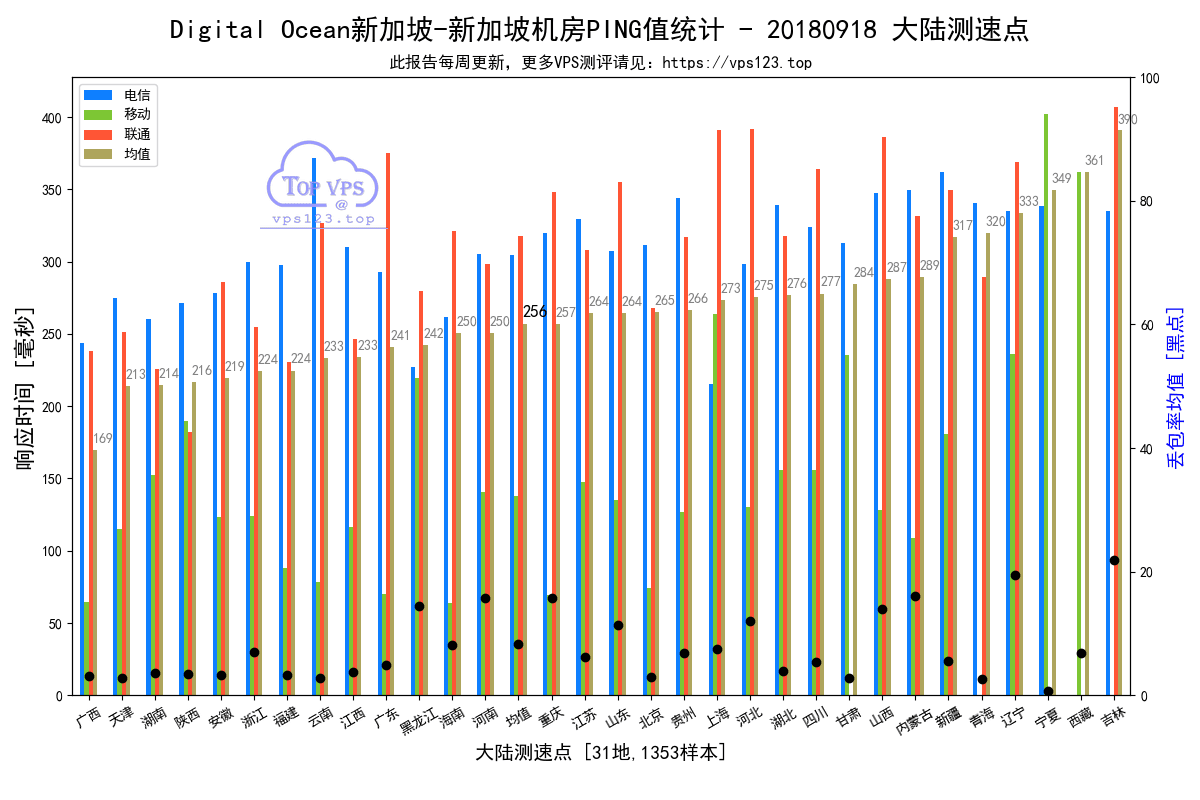 Digital Ocean新加坡-新加坡机房PING值统计 - 20180918 大陆测速点
此报告每周更新，更多VPS测评请见：https://vps123.top
电信
移动
联通
均值
TOP VPS
@
vps123.top
响应时间 [毫秒]
400
350
300
250
200
150
100
50
0
169
213
214
216
219
224
224
233
233
241
242
250
250
256
257
264
264
265
266
273
275
276
277
284
287
289
317
320
333
349
361
390
100
80
60
40
20
0
丢包率均值 [黑点]
广西
天津
湖南
陕西
安徽
浙江
福建
云南
江西
广东
黑龙江
海南
河南
均值
重庆
江苏
山东
北京
贵州
上海
河北
湖北
四川
甘肃
山西
内蒙古
新疆
青海
辽宁
宁夏
西藏
吉林
大陆测速点 [31地,1353样本]